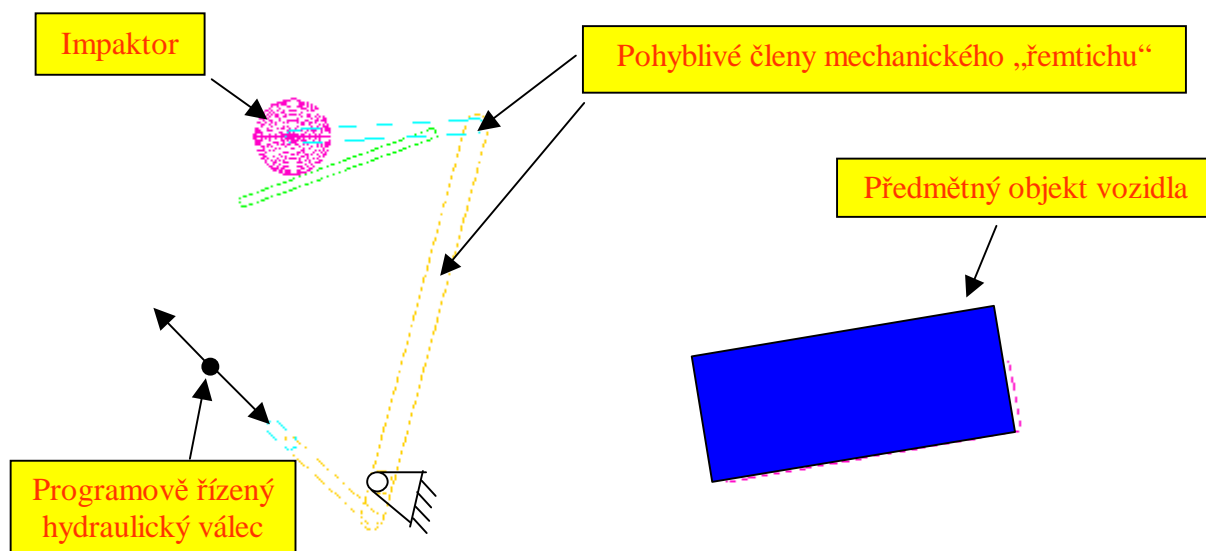 Impaktor
Pohyblivé členy mechanického „řemtichu“
Předmětný objekt vozidla
Programově řízený
hydraulický válec